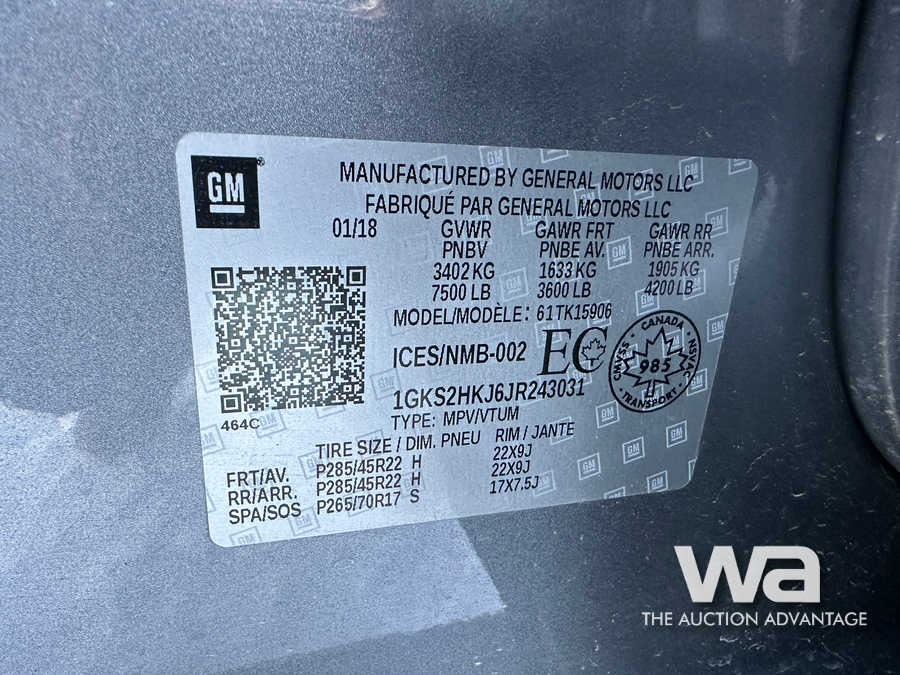 GM
MANUFACTURED BY GENERAL MOTORS LLC
FABRIQUÉ PAR GENERAL MOTORS LLC
01/18 GVWR GAWR FRT GAWR RR
PNBV PNBE AV. PNBE ARR.
3402 KG 1633 KG 1905 KG
7500 LB 3600 LB 4200 LB
MODEL/MODÈLE: 61TK15906
ICES/NMB-002 EC
CANADA
CMVSS 985 NSVAC
TRANSPORT
1GKS2HKJ6JR243031
TYPE: MPV/VTUM
464C
TIRE SIZE / DIM. PNEU RIM / JANTE
FRT/AV. P285/45R22 H 22X9J
RR/ARR. P285/45R22 H 22X9J
SPA/SOS P265/70R17 S 17X7.5J
wa
THE AUCTION ADVANTAGE